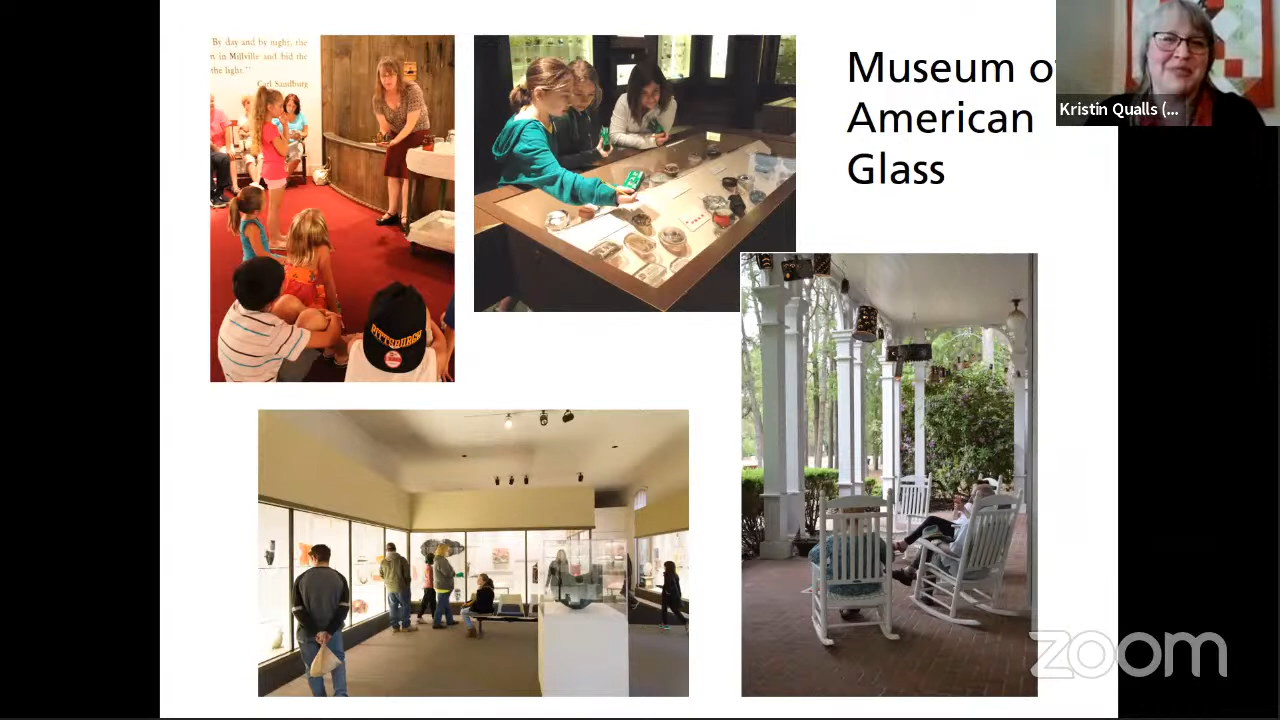 "By day and by night, the
n in Millville and bid the
the light."
Carl Sandburg
PITTSBURGH
Museum o
American
Glass
Kristin Qualls (...
zoom